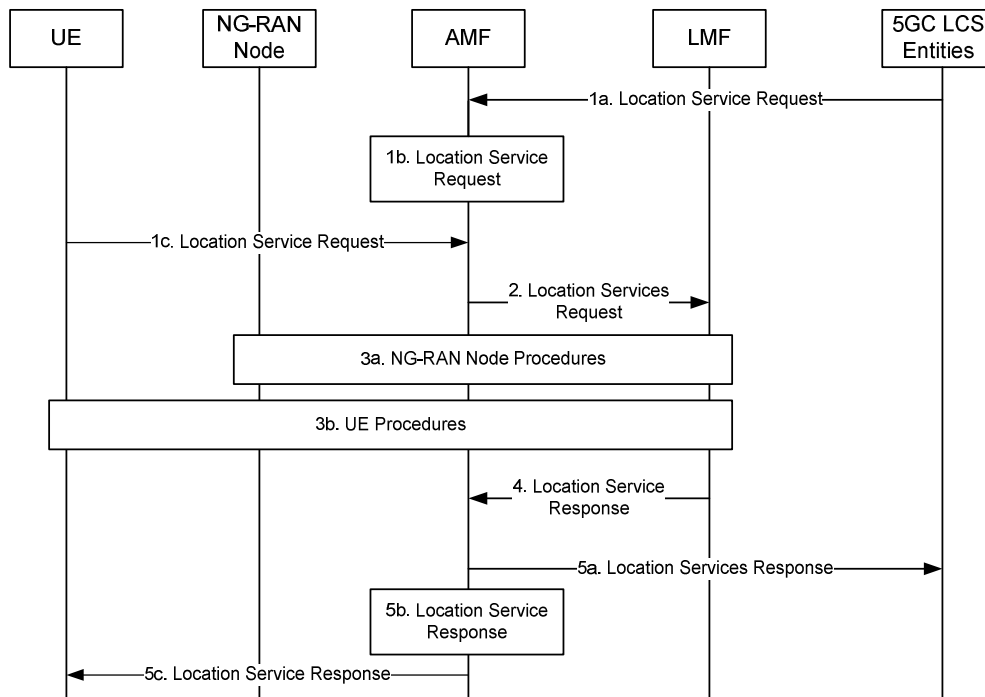 UE
NG-RAN
Node
AMF
LMF
5GC LCS
Entities
1a. Location Service Request
1b. Location Service
Request
1c. Location Service Request
2. Location Services
Request
3a. NG-RAN Node Procedures
3b. UE Procedures
4. Location Service
Response
5a. Location Services Response
5b. Location Service
Response
5c. Location Service Response